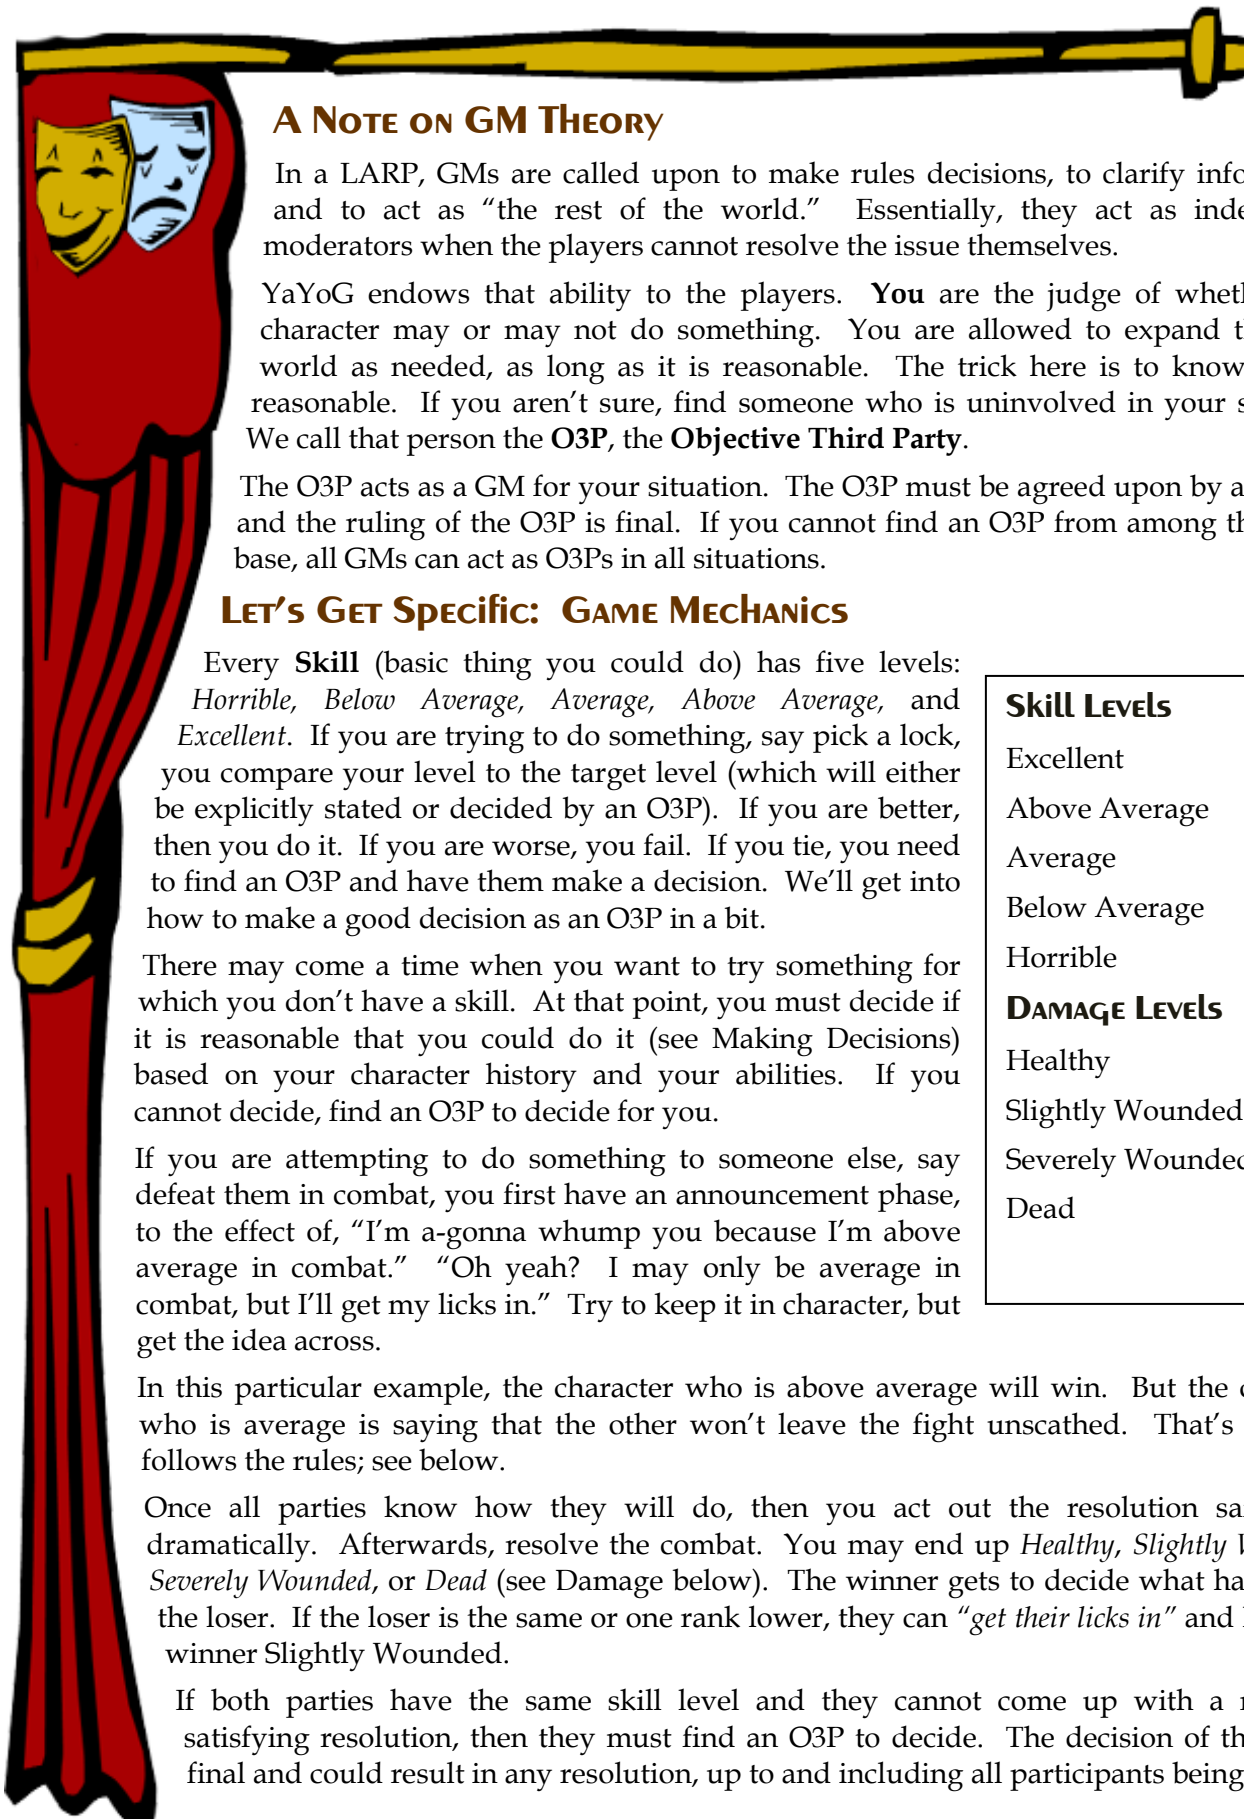 A Note on GM Theory
In a LARP, GMs are called upon to make rules decisions, to clarify
and to act as “the rest of the world.” Essentially, they act as
moderators when the players cannot resolve the issue themselves.
YaYoG endows that ability to the players. You are the judge of
character may or may not do something. You are allowed to expand
world as needed, as long as it is reasonable. The trick here is to know
reasonable. If you aren’t sure, find someone who is uninvolved in your
We call that person the O3P, the Objective Third Party.
The O3P acts as a GM for your situation. The O3P must be agreed upon by
and the ruling of the O3P is final. If you cannot find an O3P from among
base, all GMs can act as O3Ps in all situations.
Let’s Get Specific: Game Mechanics
Every Skill (basic thing you could do) has five levels:
Horrible, Below Average, Average, Above Average, and
Excellent. If you are trying to do something, say pick a lock,
you compare your level to the target level (which will either
be explicitly stated or decided by an O3P). If you are better,
then you do it. If you are worse, you fail. If you tie, you need
to find an O3P and have them make a decision. We’ll get into
how to make a good decision as an O3P in a bit.
There may come a time when you want to try something for
which you don’t have a skill. At that point, you must decide if
it is reasonable that you could do it (see Making Decisions)
based on your character history and your abilities. If you
cannot decide, find an O3P to decide for you.
If you are attempting to do something to someone else, say
defeat them in combat, you first have an announcement phase,
to the effect of, “I’m a-gonna whump you because I’m above
average in combat.” “Oh yeah? I may only be average in
combat, but I’ll get my licks in.” Try to keep it in character, but
get the idea across.
Skill Levels
Excellent
Above Average
Average
Below Average
Horrible
Damage Levels
Healthy
Slightly Wounded
Severely Wounded
Dead
In this particular example, the character who is above average will win. But the
who is average is saying that the other won’t leave the fight unscathed. That’s
follows the rules; see below.
Once all parties know how they will do, then you act out the resolution
dramatically. Afterwards, resolve the combat. You may end up Healthy, Slightly
Severely Wounded, or Dead (see Damage below). The winner gets to decide what
the loser. If the loser is the same or one rank lower, they can “get their licks in” and
winner Slightly Wounded.
If both parties have the same skill level and they cannot come up with a
satisfying resolution, then they must find an O3P to decide. The decision of
final and could result in any resolution, up to and including all participants being